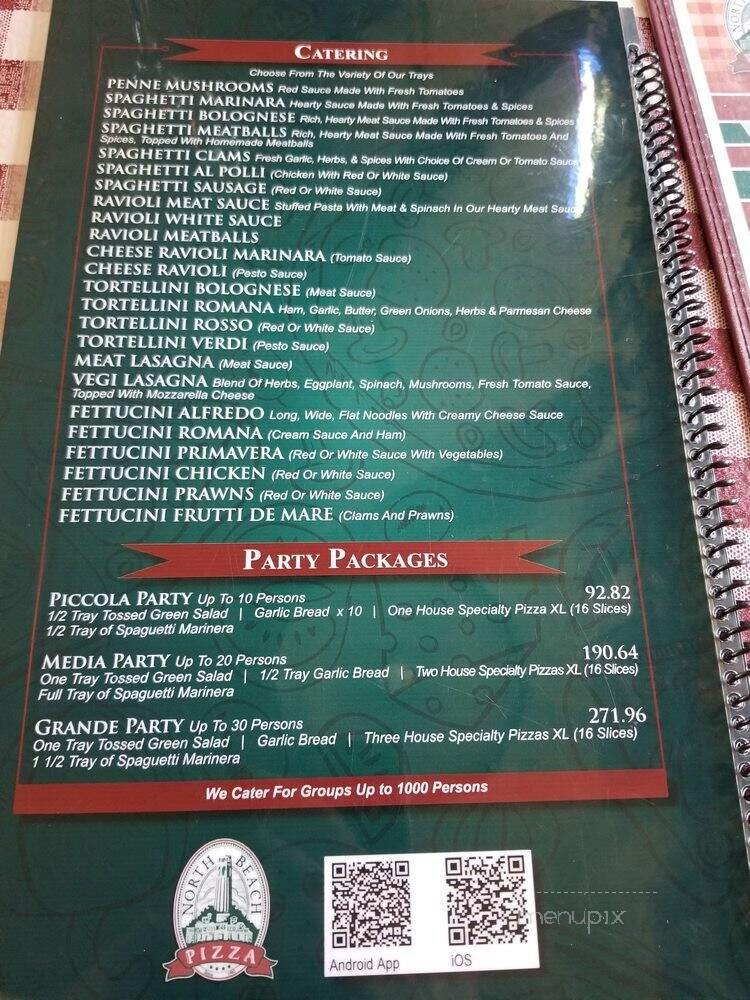 CATERING
Choose From The Variety Of Our Trays
PENNE MUSHROOMS Red Sauce Made With Fresh Tomatoes
SPAGHETTI MARINARA Hearty Sauce Made With Fresh Tomatoes & Spices
SPAGHETTI BOLOGNESE Rich, Hearty Meat Sauce Made With Fresh Tomatoes & Spices
SPAGHETTI MEATBALLS Rich, Hearty Meat Sauce Made With Fresh Tomatoes And
Spices, Topped With Homemade Meatballs
SPAGHETTI CLAMS Fresh Garlic, Herbs, & Spices With Choice Of Cream Or Tomato Sauce
SPAGHETTI AL POLLI (Chicken With Red Or White Sauce)
SPAGHETTI SAUSAGE (Red Or White Sauce)
RAVIOLI MEAT SAUCE Stuffed Pasta With Meat & Spinach In Our Hearty Meat Sauce
RAVIOLI WHITE SAUCE
RAVIOLI MEATBALLS
CHEESE RAVIOLI MARINARA (Tomato Sauce)
CHEESE RAVIOLI (Pesto Sauce)
TORTELLINI BOLOGNESE (Meat Sauce)
TORTELLINI ROMANA Ham, Garlic, Butter, Green Onions, Herbs & Parmesan Cheese
TORTELLINI ROSSO (Red Or White Sauce)
TORTELLINI VERDI (Pesto Sauce)
MEAT LASAGNA (Meat Sauce)
VEGI LASAGNA Blend Of Herbs, Eggplant, Spinach, Mushrooms, Fresh Tomato Sauce,
Topped With Mozzarella Cheese
FETTUCINI ALFREDO Long, Wide, Flat Noodles With Creamy Cheese Sauce
FETTUCINI ROMANA (Cream Sauce And Ham)
FETTUCINI PRIMAVERA (Red Or White Sauce With Vegetables)
FETTUCINI CHICKEN (Red Or White Sauce)
FETTUCINI PRAWNS (Red Or White Sauce)
FETTUCINI FRUTTI DE MARE (Clams And Prawns)
PARTY PACKAGES
PICCOLA PARTY Up To 10 Persons 92.82
1/2 Tray Tossed Green Salad | Garlic Bread x 10 | One House Specialty Pizza XL (16 Slices)
1/2 Tray of Spaguetti Marinera
MEDIA PARTY Up To 20 Persons 190.64
One Tray Tossed Green Salad | 1/2 Tray Garlic Bread | Two House Specialty Pizzas XL (16 Slices)
Full Tray of Spaguetti Marinera
GRANDE PARTY Up To 30 Persons 271.96
One Tray Tossed Green Salad | Garlic Bread | Three House Specialty Pizzas XL (16 Slices)
1 1/2 Tray of Spaguetti Marinera
We Cater For Groups Up to 1000 Persons
NORTH BEACH
PIZZA
Android App iOS
menupix